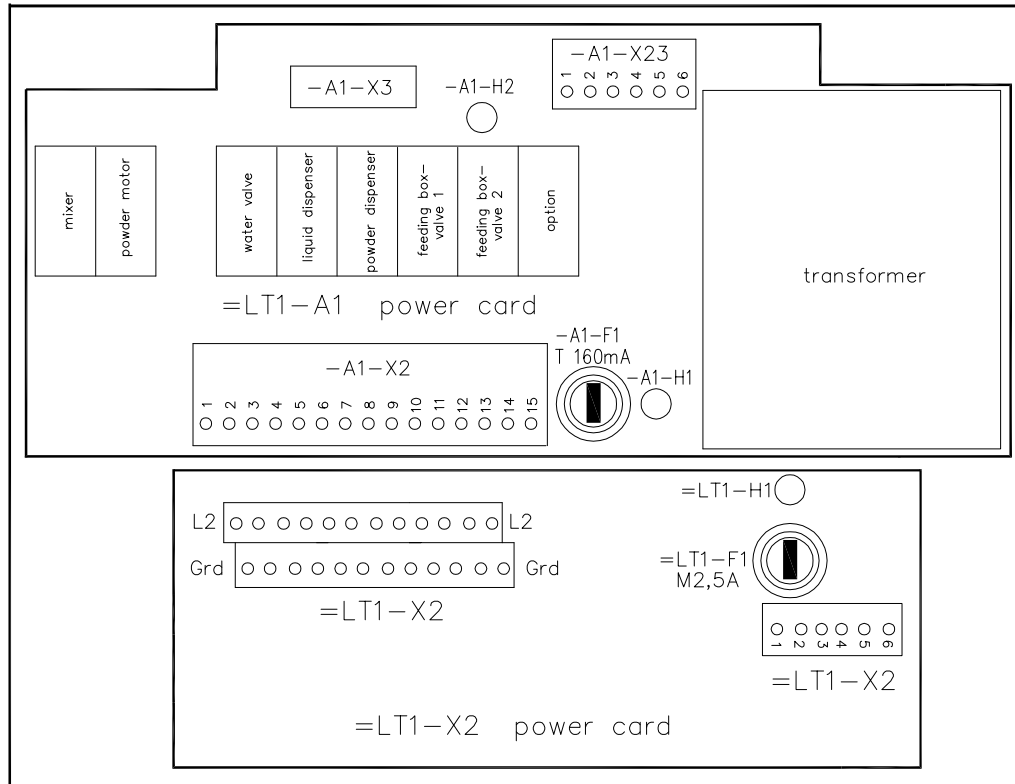 -A1-X23
1 2 3 4 5 6
-A1-X3
-A1-H2
mixer
powder motor
water valve
liquid dispenser
powder dispenser
feeding box-
valve 1
feeding box-
valve 2
option
transformer
=LT1-A1 power card
-A1-F1
T 160mA
-A1-H1
-A1-X2
1 2 3 4 5 6 7 8 9 10 11 12 13 14 15
=LT1-H1
L2 L2
=LT1-F1
M2,5A
Grd Grd
=LT1-X2
1 2 3 4 5 6
=LT1-X2
=LT1-X2 power card